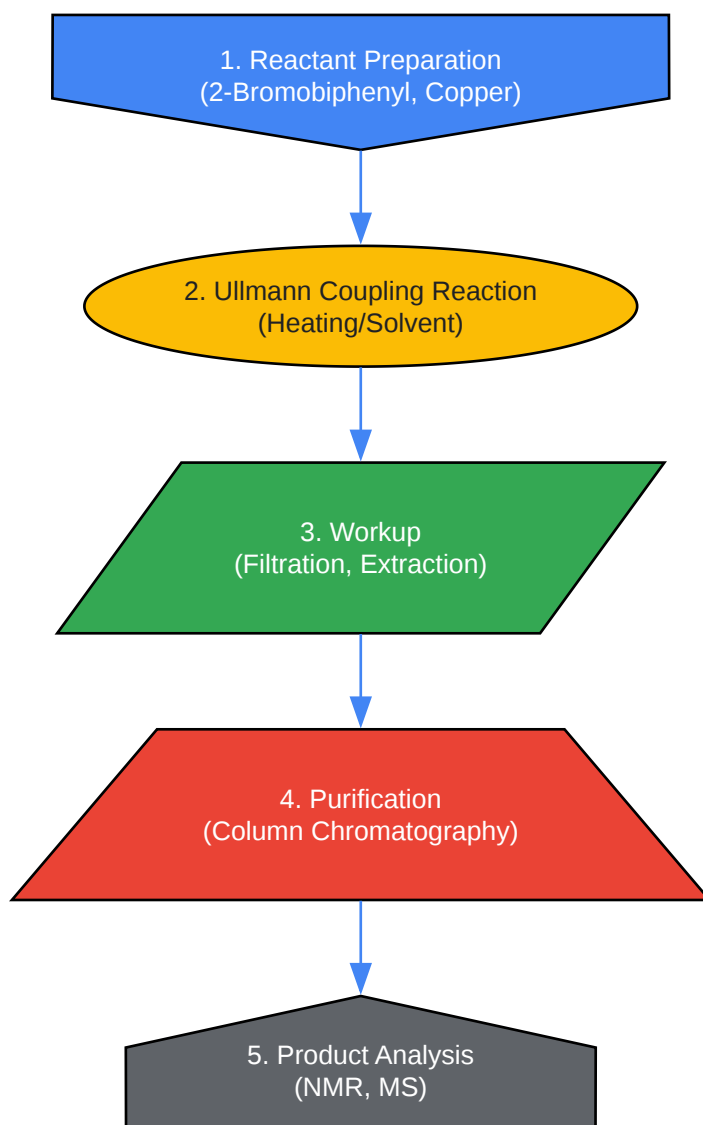 1. Reactant Preparation
(2-Bromobiphenyl, Copper)
2. Ullmann Coupling Reaction
(Heating/Solvent)
3. Workup
(Filtration, Extraction)
4. Purification
(Column Chromatography)
5. Product Analysis
(NMR, MS)